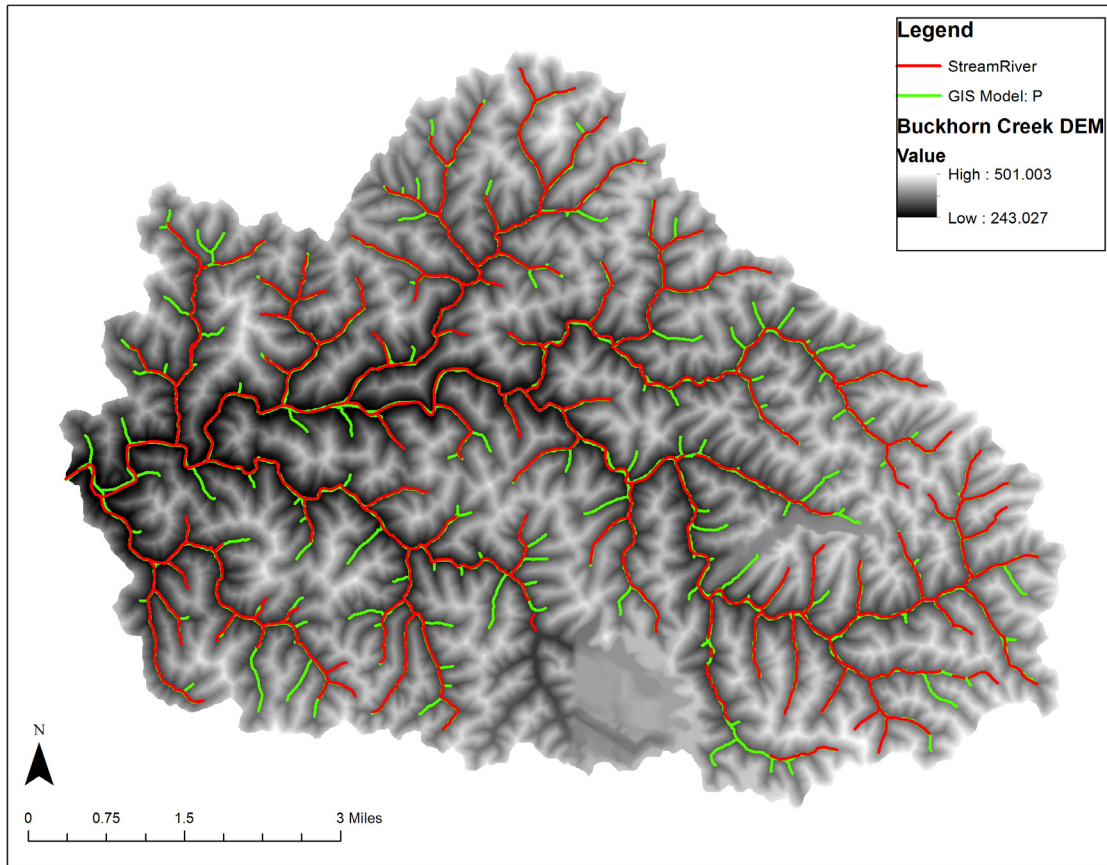 Legend
StreamRiver
GIS Model: P
Buckhorn Creek DEM
Value
High : 501.003
Low : 243.027
N
0 0.75 1.5 3 Miles